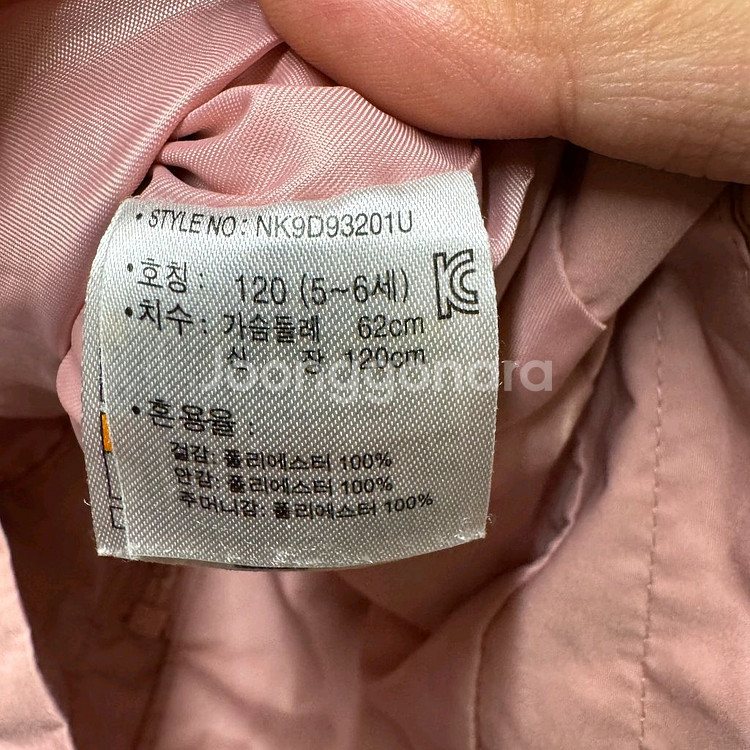 • STYLE NO : NK9D93201U
• 호칭 : 120 (5~6세)
• 치수 : 가슴둘레 62cm
신 장 120cm
• 혼용율
겉감: 폴리에스터 100%
안감: 폴리에스터 100%
주머니감: 폴리에스터 100%
Joonggonara